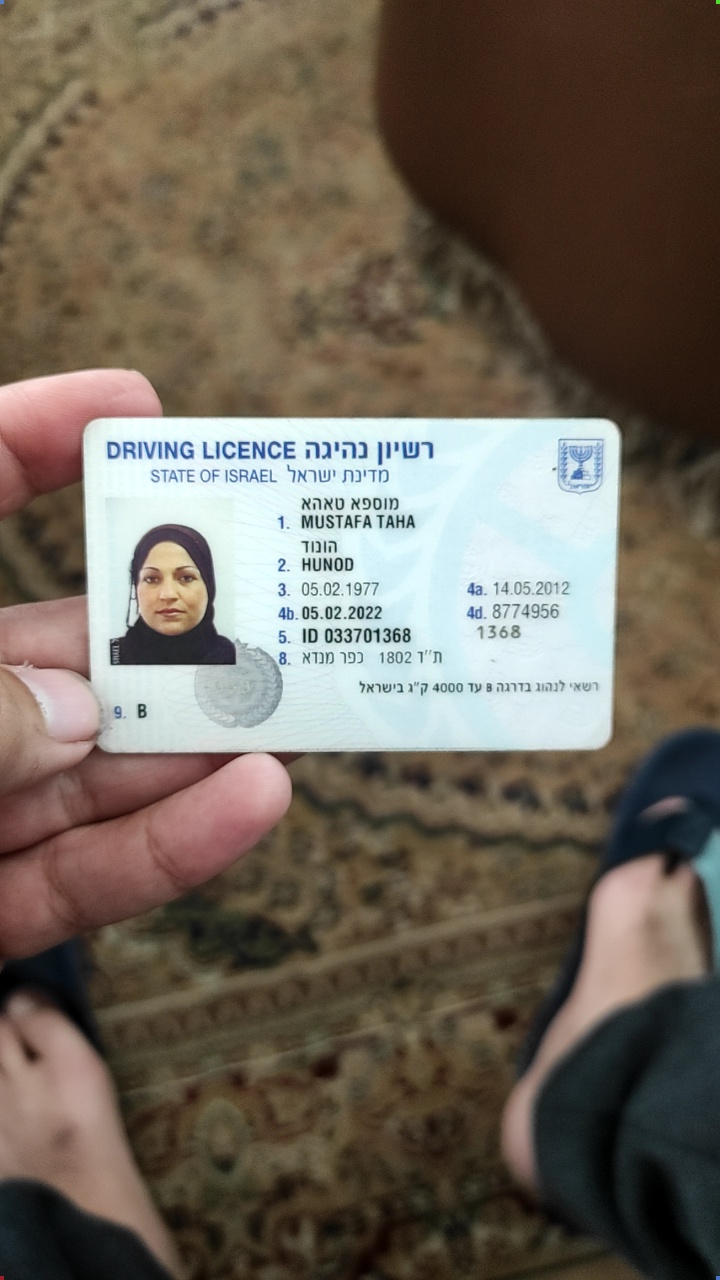 DRIVING LICENCE רשיון נהיגה
STATE OF ISRAEL מדינת ישראל
מוספא טאהא
1. MUSTAFA TAHA
הונוד
2. HUNOD
3. 05.02.1977 4a. 14.05.2012
4b. 05.02.2022 4d. 8774956
5. ID 033701368 1368
8. כפר מנדא 1802 ת"ד
רשאי לנהוג בדרגה B עד 4000 ק"ג בישראל
9. B